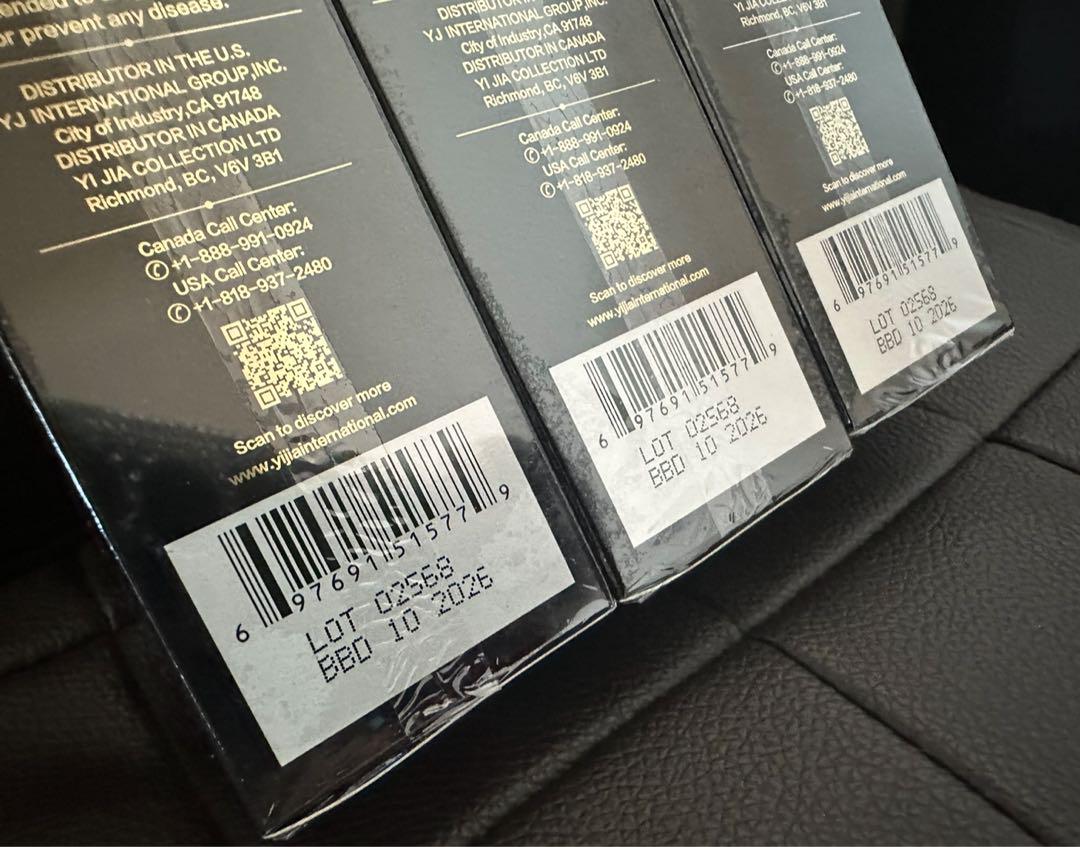 ended to
or prevent any disease.
DISTRIBUTOR IN THE U.S.
YJ INTERNATIONAL GROUP,INC.
City of Industry,CA 91748
DISTRIBUTOR IN CANADA
YI JIA COLLECTION LTD
Richmond, BC, V6V 3B1
Canada Call Center:
+1-888-991-0924
USA Call Center:
+1-818-937-2480
Scan to discover more
www.yijiainternational.com
6 97691 51577 9
LOT 02568
BBD 10 2026
DISTRIBUTOR IN
YJ INTERNATIONAL GROUP,INC.
City of Industry,CA 91748
DISTRIBUTOR IN CANADA
YI JIA COLLECTION LTD
Richmond, BC, V6V 3B1
Canada Call Center:
+1-888-991-0924
USA Call Center:
+1-818-937-2480
Scan to discover more
www.yijiainternational.com
6 97691 51577 9
LOT 02568
BBD 10 2026
Richmond, BC, V6V 3B1
Canada Call Center:
+1-888-991-0924
USA Call Center:
+1-818-937-2480
Scan to discover more
www.yijiainternational.com
6 97691 51577 9
LOT 02568
BBD 10 2026